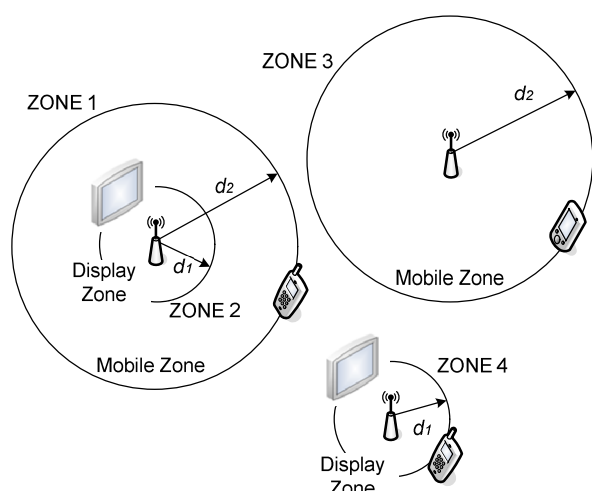 ZONE 1
d2
d1
Display
Zone
ZONE 2
Mobile Zone
ZONE 3
d2
Mobile Zone
ZONE 4
d1
Display
Zone